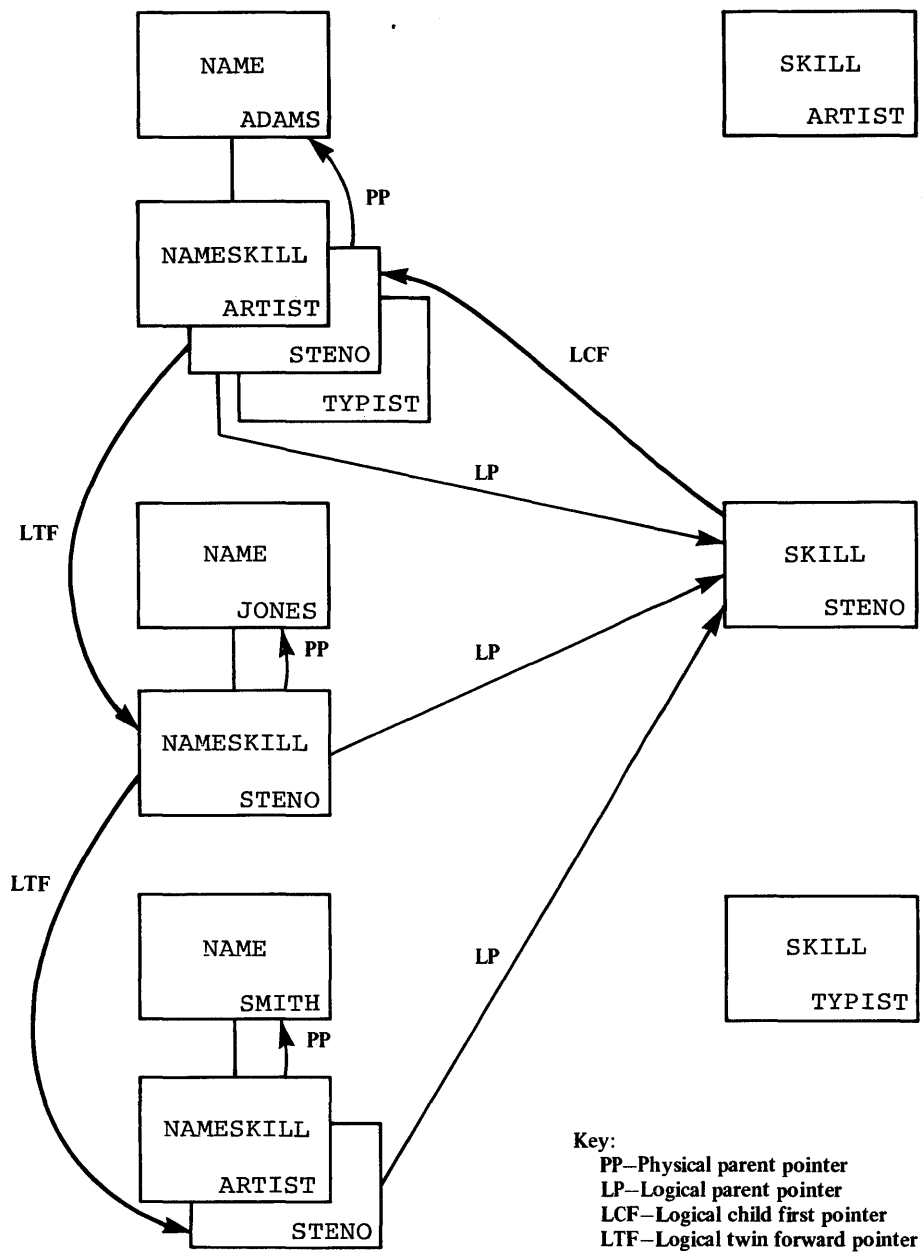 NAME
ADAMS
SKILL
ARTIST
PP
NAMESKILL
ARTIST
STENO
TYPIST
LCF
LP
LTF
NAME
JONES
SKILL
STENO
PP
LP
NAMESKILL
STENO
LTF
NAME
SMITH
LP
SKILL
TYPIST
PP
NAMESKILL
ARTIST
STENO
Key:
PP–Physical parent pointer
LP–Logical parent pointer
LCF–Logical child first pointer
LTF–Logical twin forward pointer